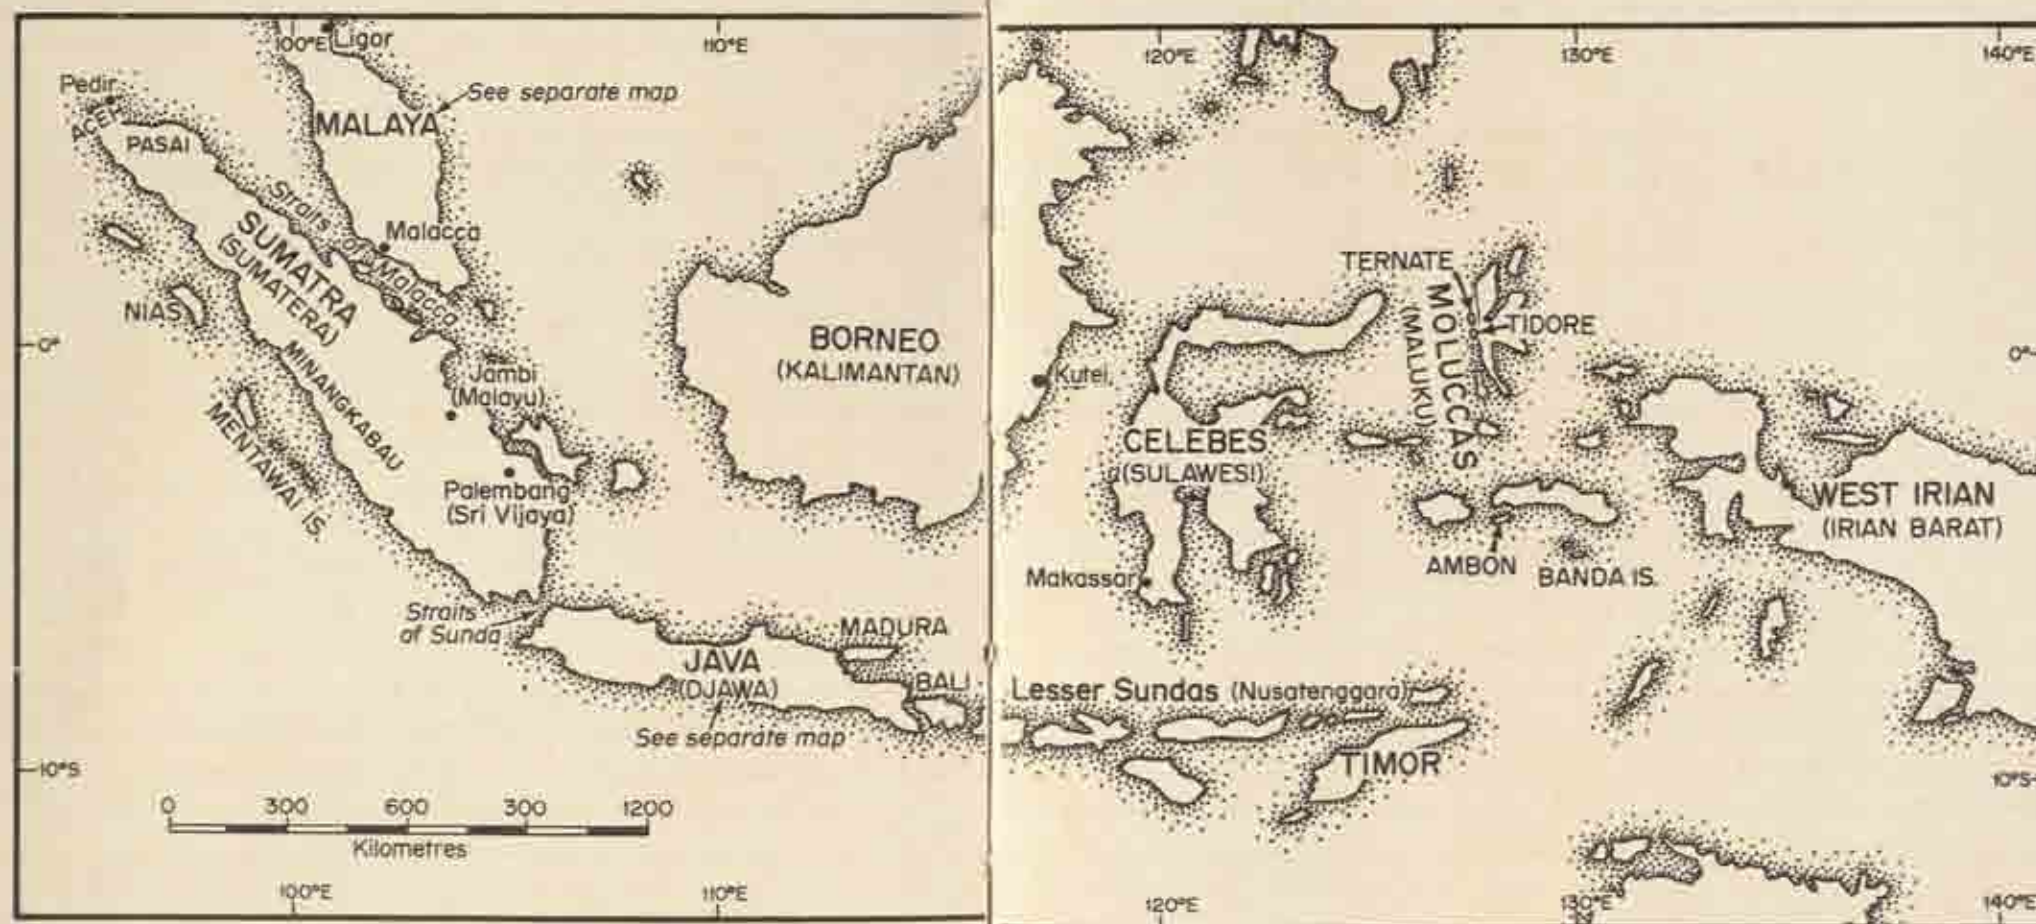 100°E
Ligor
110°E
120°E
130°E
140°E
Pedir
See separate map
ACEH
MALAYA
PASAI
Straits of Malacca
Malacca
SUMATRA
(SUMATERA)
NIAS
0°
MINANGKABAU
Jambi
(Malayu)
MENTAWAI IS.
Palembang
(Sri Vijaya)
BORNEO
(KALIMANTAN)
Kutei
TERNATE
MOLUCCAS
(MALUKU)
TIDORE
0°
CELEBES
(SULAWESI)
WEST IRIAN
(IRIAN BARAT)
AMBON
BANDA IS.
Makassar
Straits
of Sunda
MADURA
JAVA
(DJAWA)
BALI
Lesser Sundas (Nusatenggara)
See separate map
TIMOR
10°S
10°S
0 300 600 300 1200
Kilometres
100°E
110°E
120°E
130°E
140°E